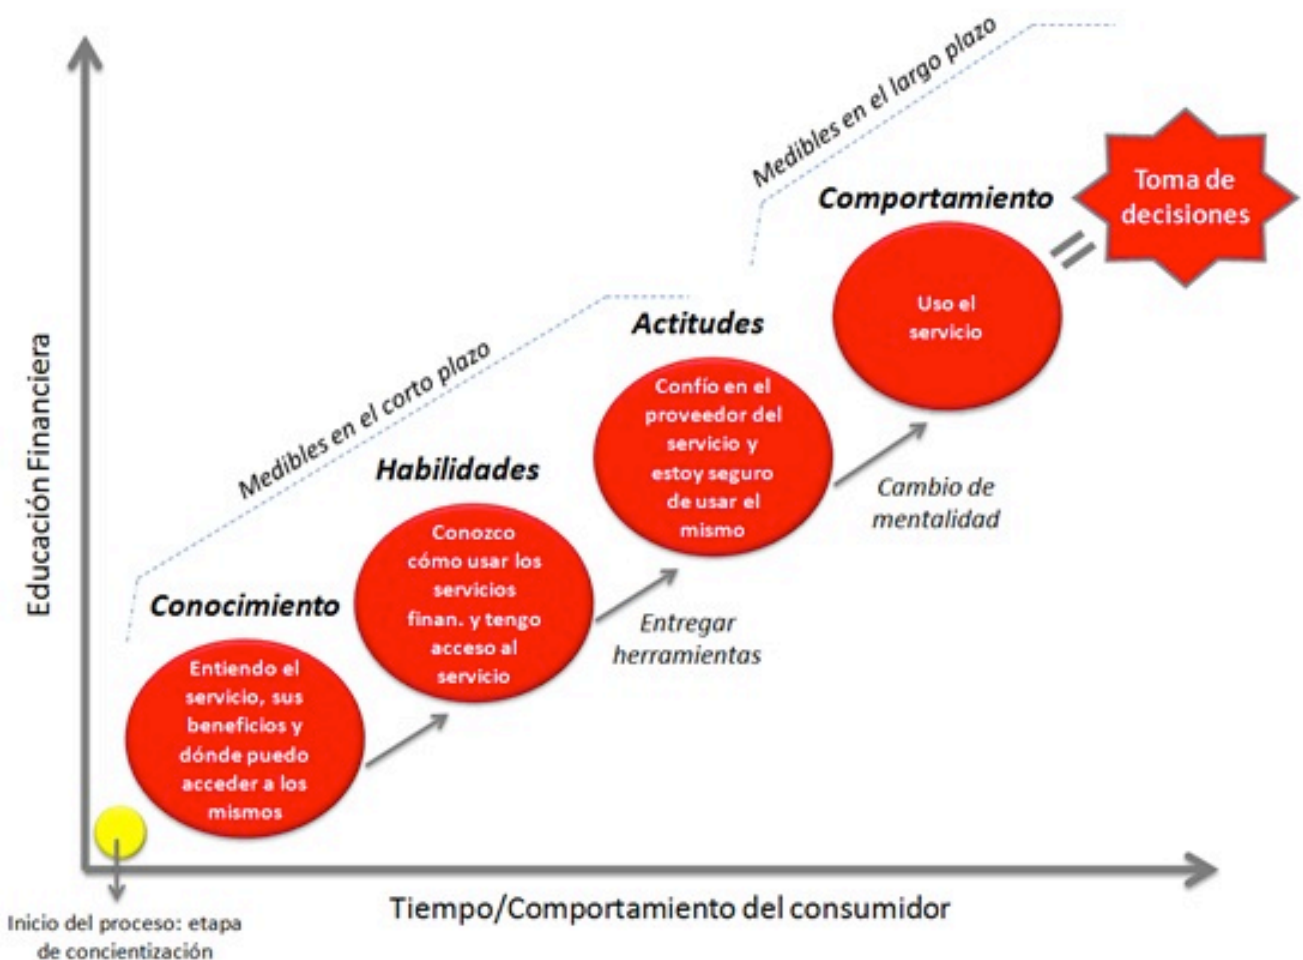 Medibles en el largo plazo
Toma de
decisiones
Comportamiento
Uso el
servicio
Cambio de
mentalidad
Actitudes
Confío en el
proveedor del
servicio y
estoy seguro
de usar el
mismo
Entregar
herramientas
Medibles en el corto plazo
Habilidades
Conozco
cómo usar los
servicios
finan. y tengo
acceso al
servicio
Conocimiento
Entiendo el
servicio, sus
beneficios y
dónde puedo
acceder a los
mismos
Educación Financiera
Tiempo/Comportamiento del consumidor
Inicio del proceso: etapa
de concientización